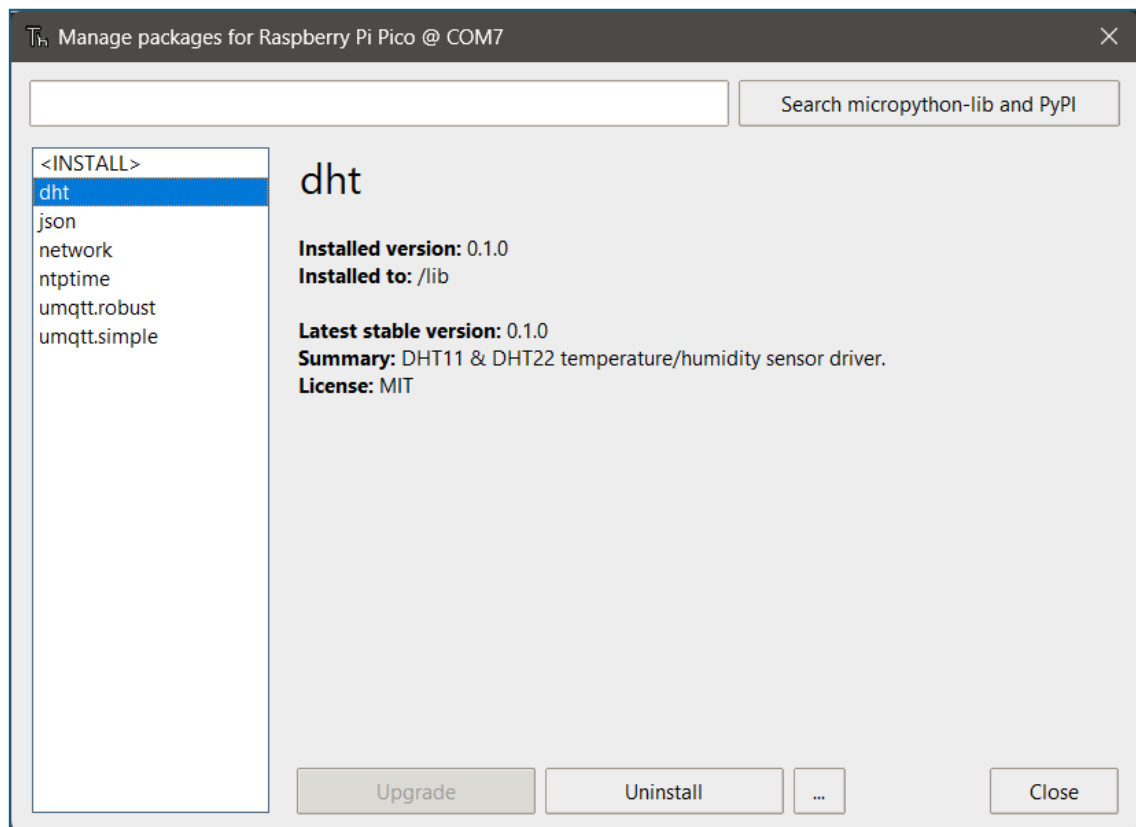 Th Manage packages for Raspberry Pi Pico @ COM7
Search micropython-lib and PyPI
<INSTALL>
dht
json
network
ntptime
umqtt.robust
umqtt.simple
dht
Installed version: 0.1.0
Installed to: /lib
Latest stable version: 0.1.0
Summary: DHT11 & DHT22 temperature/humidity sensor driver.
License: MIT
Upgrade
Uninstall
...
Close